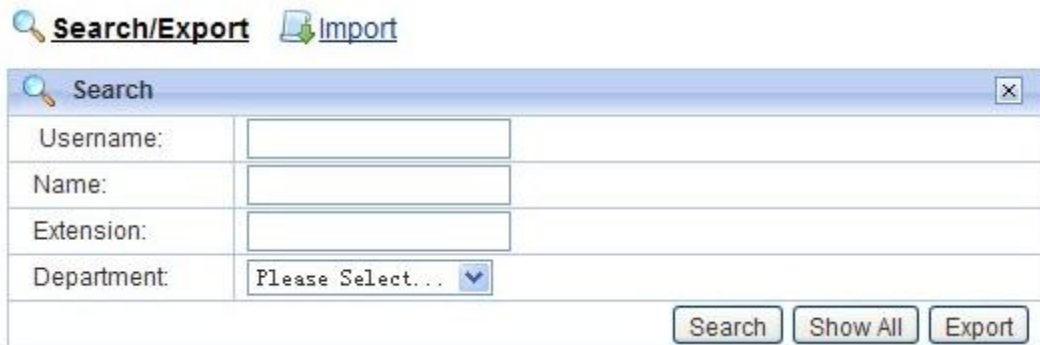 Search/Export Import
Search
Username:
Name:
Extension:
Department: Please Select...
Search Show All Export